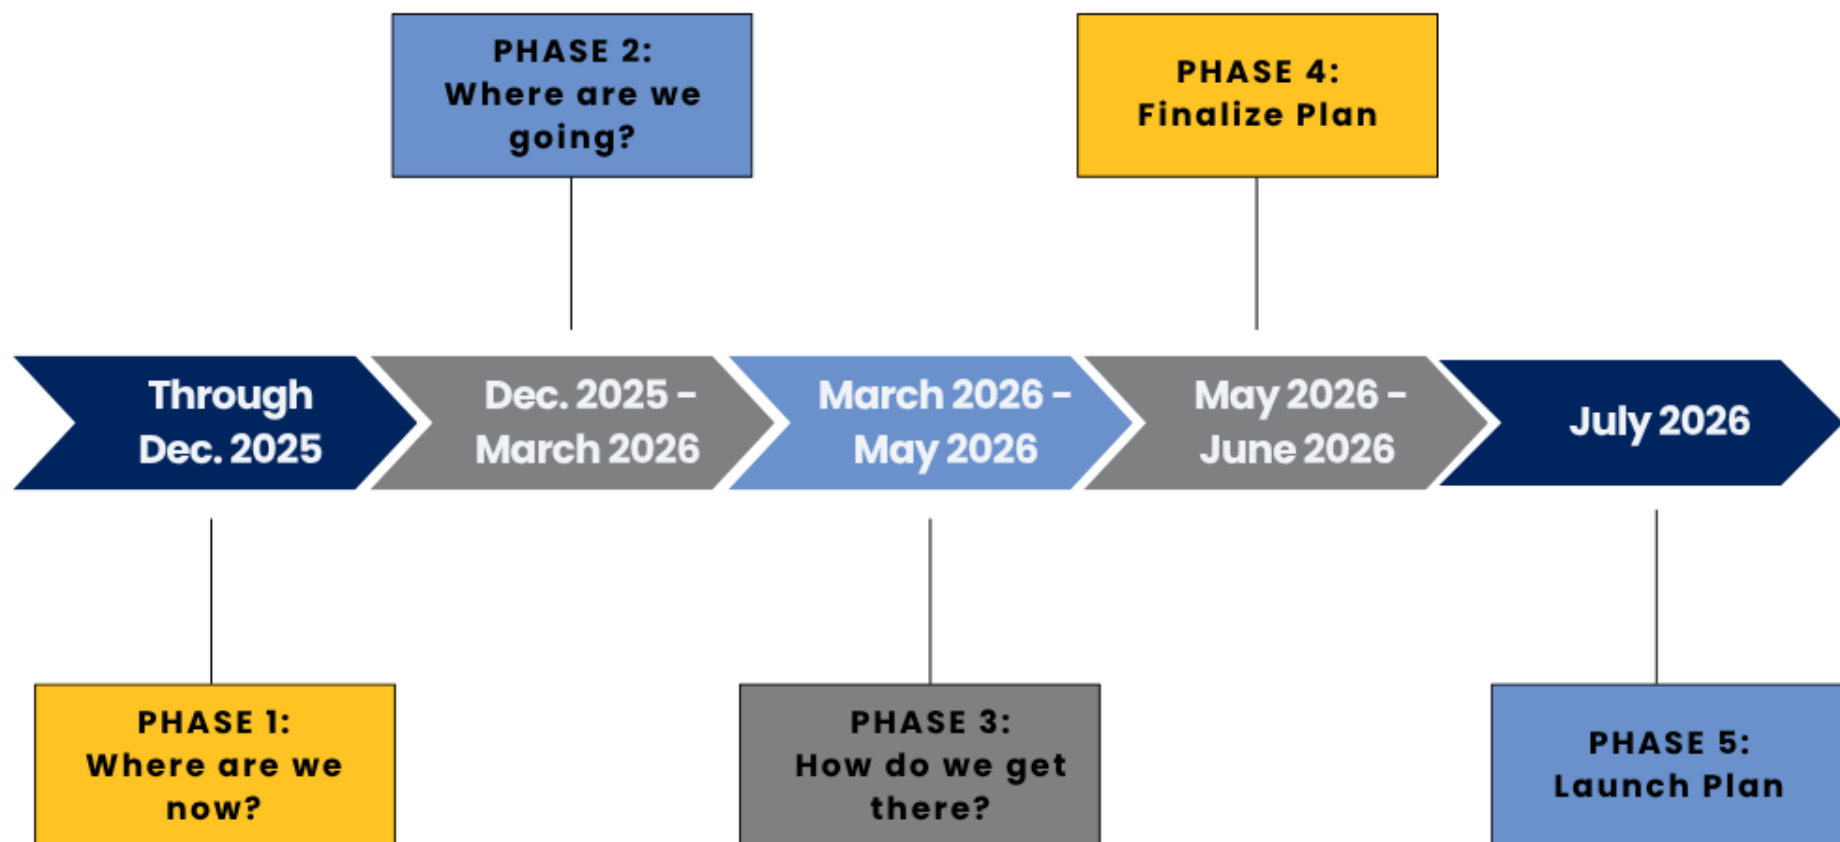 PHASE 2:
Where are we
going?
PHASE 4:
Finalize Plan
Through
Dec. 2025
Dec. 2025 -
March 2026
March 2026 -
May 2026
May 2026 -
June 2026
July 2026
PHASE 1:
Where are we
now?
PHASE 3:
How do we get
there?
PHASE 5:
Launch Plan